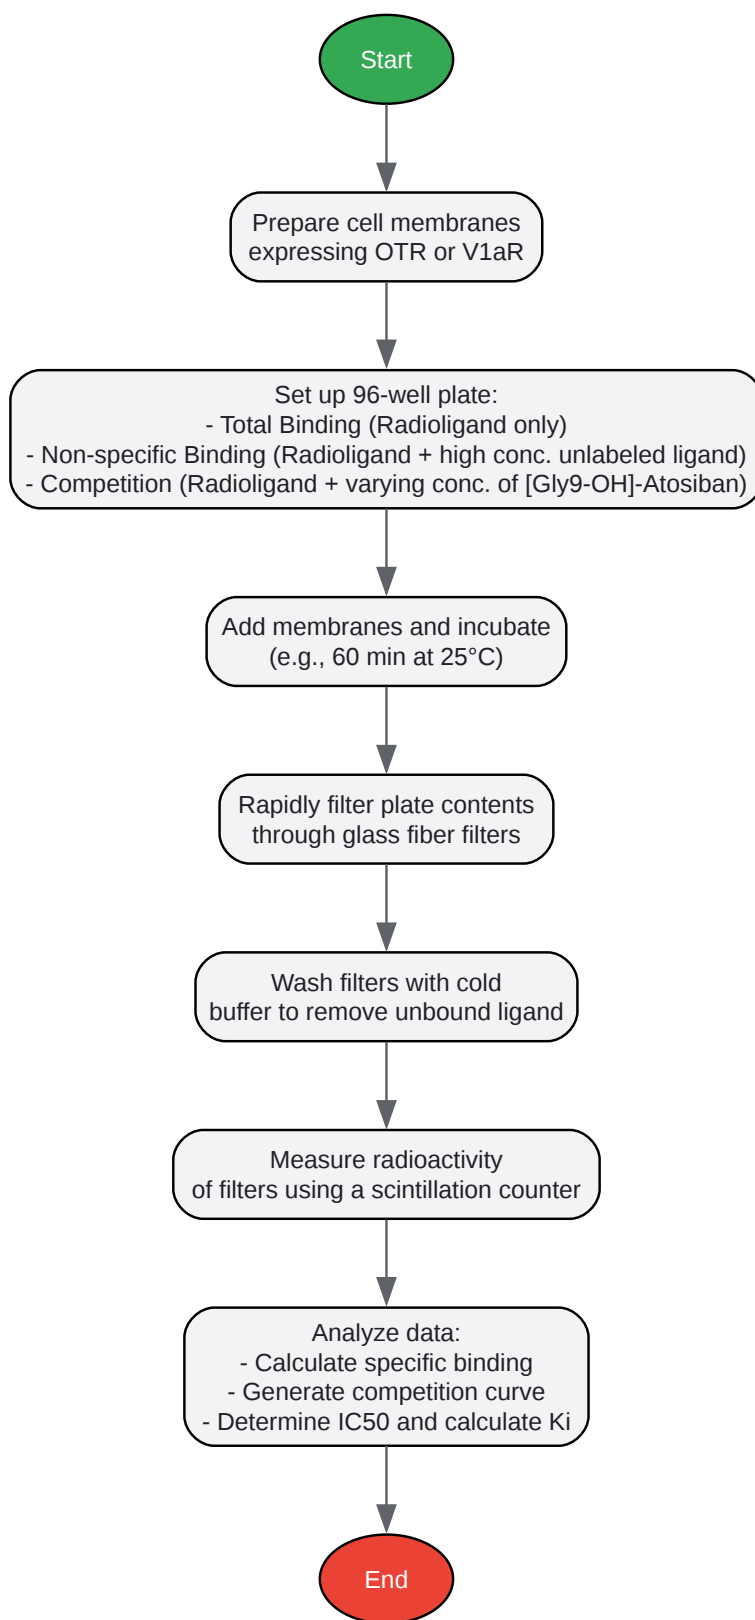 Start
Prepare cell membranes
expressing OTR or V1aR
Set up 96-well plate:
- Total Binding (Radioligand only)
- Non-specific Binding (Radioligand + high conc. unlabeled ligand)
- Competition (Radioligand + varying conc. of [Gly9-OH]-Atosiban)
Add membranes and incubate
(e.g., 60 min at 25°C)
Rapidly filter plate contents
through glass fiber filters
Wash filters with cold
buffer to remove unbound ligand
Measure radioactivity
of filters using a scintillation counter
Analyze data:
- Calculate specific binding
- Generate competition curve
- Determine IC50 and calculate Ki
End